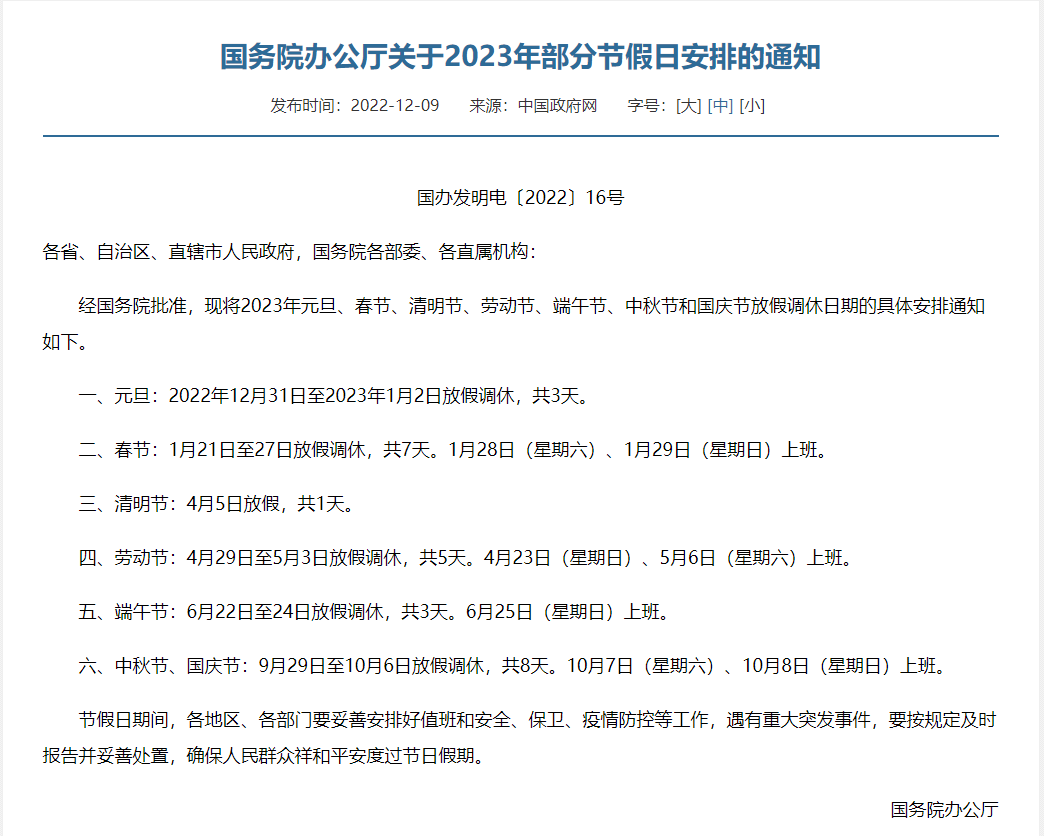 国务院办公厅关于2023年部分节假日安排的通知
发布时间：2022-12-09 来源：中国政府网 字号：[大] [中] [小]
国办发明电〔2022〕16号
各省、自治区、直辖市人民政府，国务院各部委、各直属机构：
经国务院批准，现将2023年元旦、春节、清明节、劳动节、端午节、中秋节和国庆节放假调休日期的具体安排通知
如下。
一、元旦：2022年12月31日至2023年1月2日放假调休，共3天。
二、春节：1月21日至27日放假调休，共7天。1月28日（星期六）、1月29日（星期日）上班。
三、清明节：4月5日放假，共1天。
四、劳动节：4月29日至5月3日放假调休，共5天。4月23日（星期日）、5月6日（星期六）上班。
五、端午节：6月22日至24日放假调休，共3天。6月25日（星期日）上班。
六、中秋节、国庆节：9月29日至10月6日放假调休，共8天。10月7日（星期六）、10月8日（星期日）上班。
节假日期间，各地区、各部门要妥善安排好值班和安全、保卫、疫情防控等工作，遇有重大突发事件，要按规定及时
报告并妥善处置，确保人民群众祥和平安度过节日假期。
国务院办公厅